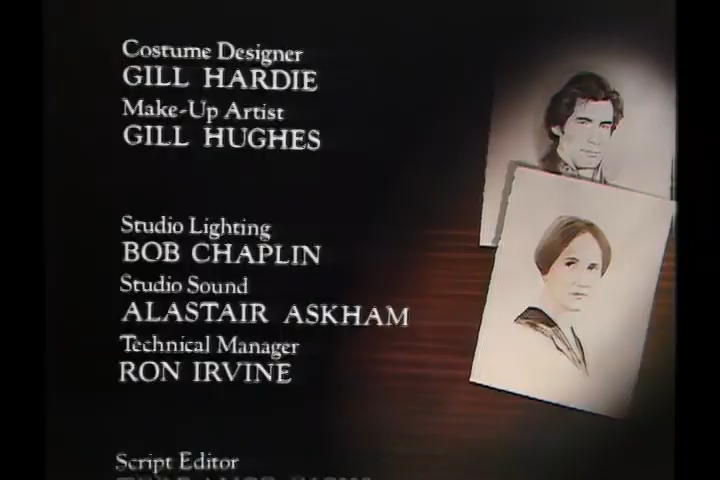 Costume Designer
GILL HARDIE
Make-Up Artist
GILL HUGHES
Studio Lighting
BOB CHAPLIN
Studio Sound
ALASTAIR ASKHAM
Technical Manager
RON IRVINE
Script Editor